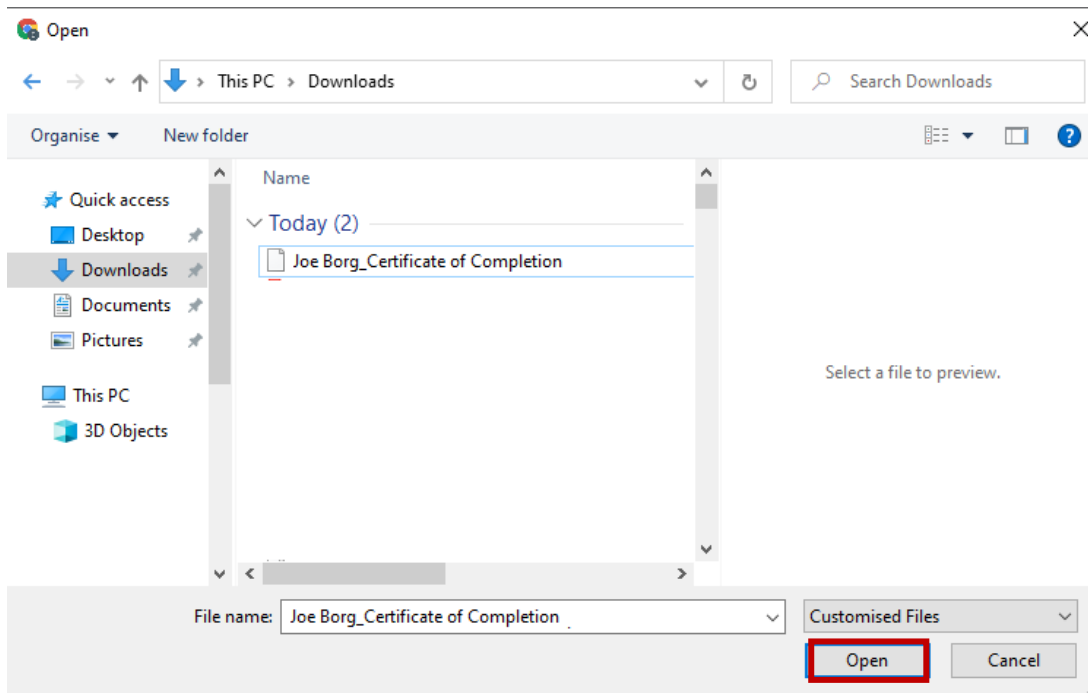 Open
This PC > Downloads
Search Downloads
Organise
New folder
Name
Quick access
Today (2)
Desktop
Joe Borg_Certificate of Completion
Downloads
Documents
Pictures
Select a file to preview.
This PC
3D Objects
File name:
Joe Borg_Certificate of Completion
Customised Files
Open
Cancel